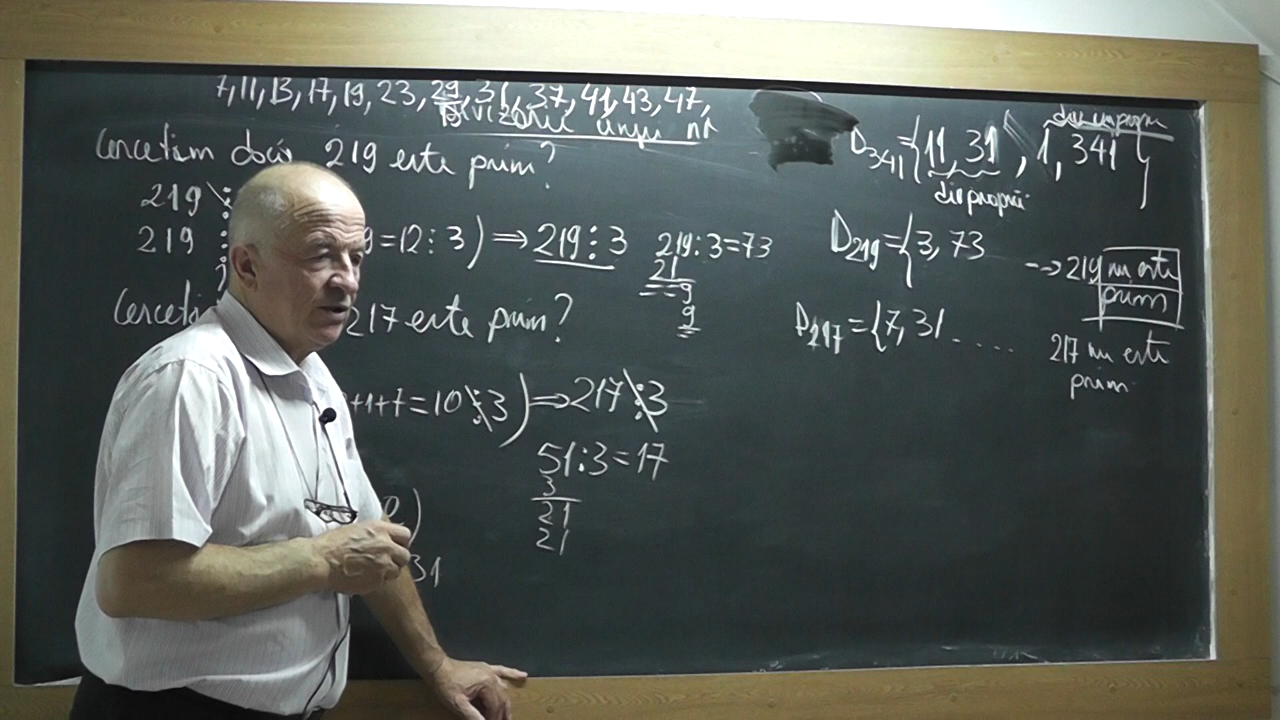 7, 11, 13, 17, 19, 23, 29, 31, 37, 41, 43, 47,
Divizorii unui nr
Cercetăm dacă 219 este prim?
219
219 9=12⋮3) ⇒ 219⋮3
219:3=73
21
9
9
217 este prim?
+1+7=10 ⋮̸ 3) ⇒ 217 ⋮̸ 3
51:3=17
3
21
21
0)
31
D341={11, 31, 1, 341}
div improprii
div proprii
D219={3, 73
→ 219 nu este
prim
D217={7, 31 .....
217 nu este
prim